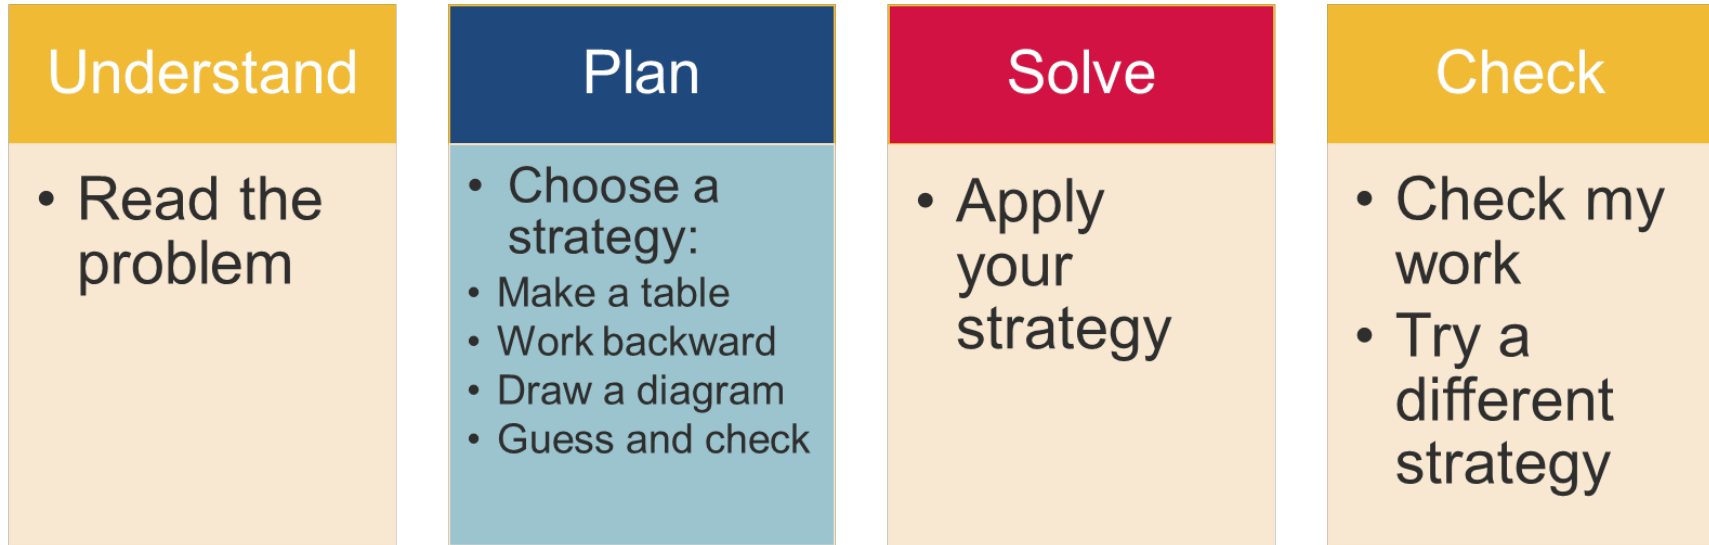 Understand
• Read the
problem
Plan
• Choose a
strategy:
• Make a table
• Work backward
• Draw a diagram
• Guess and check
Solve
• Apply
your
strategy
Check
• Check my
work
• Try a
different
strategy